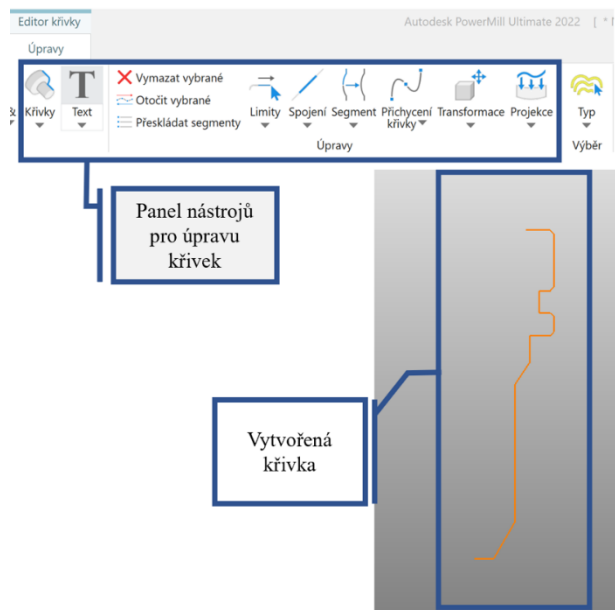 Editor křivky
Autodesk PowerMill Ultimate 2022 [ * N
Úpravy
&
Křivky
Text
Vymazat vybrané
Otočit vybrané
Přeskládat segmenty
Limity
Spojení
Segment
Přichycení
křivky
Transformace
Projekce
Typ
Úpravy
Výběr
Panel nástrojů
pro úpravu
křivek
Vytvořená
křivka